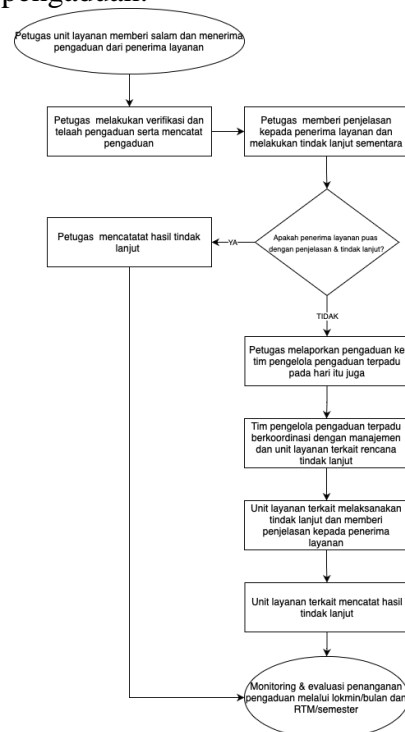 pengaduan.
Petugas unit layanan memberi salam dan menerima
pengaduan dari penerima layanan
Petugas melakukan verifikasi dan
telaah pengaduan serta mencatat
pengaduan
Petugas memberi penjelasan
kepada penerima layanan dan
melakukan tindak lanjut sementara
Apakah penerima layanan puas
dengan penjelasan & tindak lanjut?
YA
Petugas mencatatat hasil tindak
lanjut
TIDAK
Petugas melaporkan pengaduan ke
tim pengelola pengaduan terpadu
pada hari itu juga
Tim pengelola pengaduan terpadu
berkoordinasi dengan manajemen
dan unit layanan terkait rencana
tindak lanjut
Unit layanan terkait melaksanakan
tindak lanjut dan memberi
penjelasan kepada penerima
layanan
Unit layanan terkait mencatat hasil
tindak lanjut
Monitoring & evaluasi penanganan
pengaduan melalui lokmin/bulan dan
RTM/semester